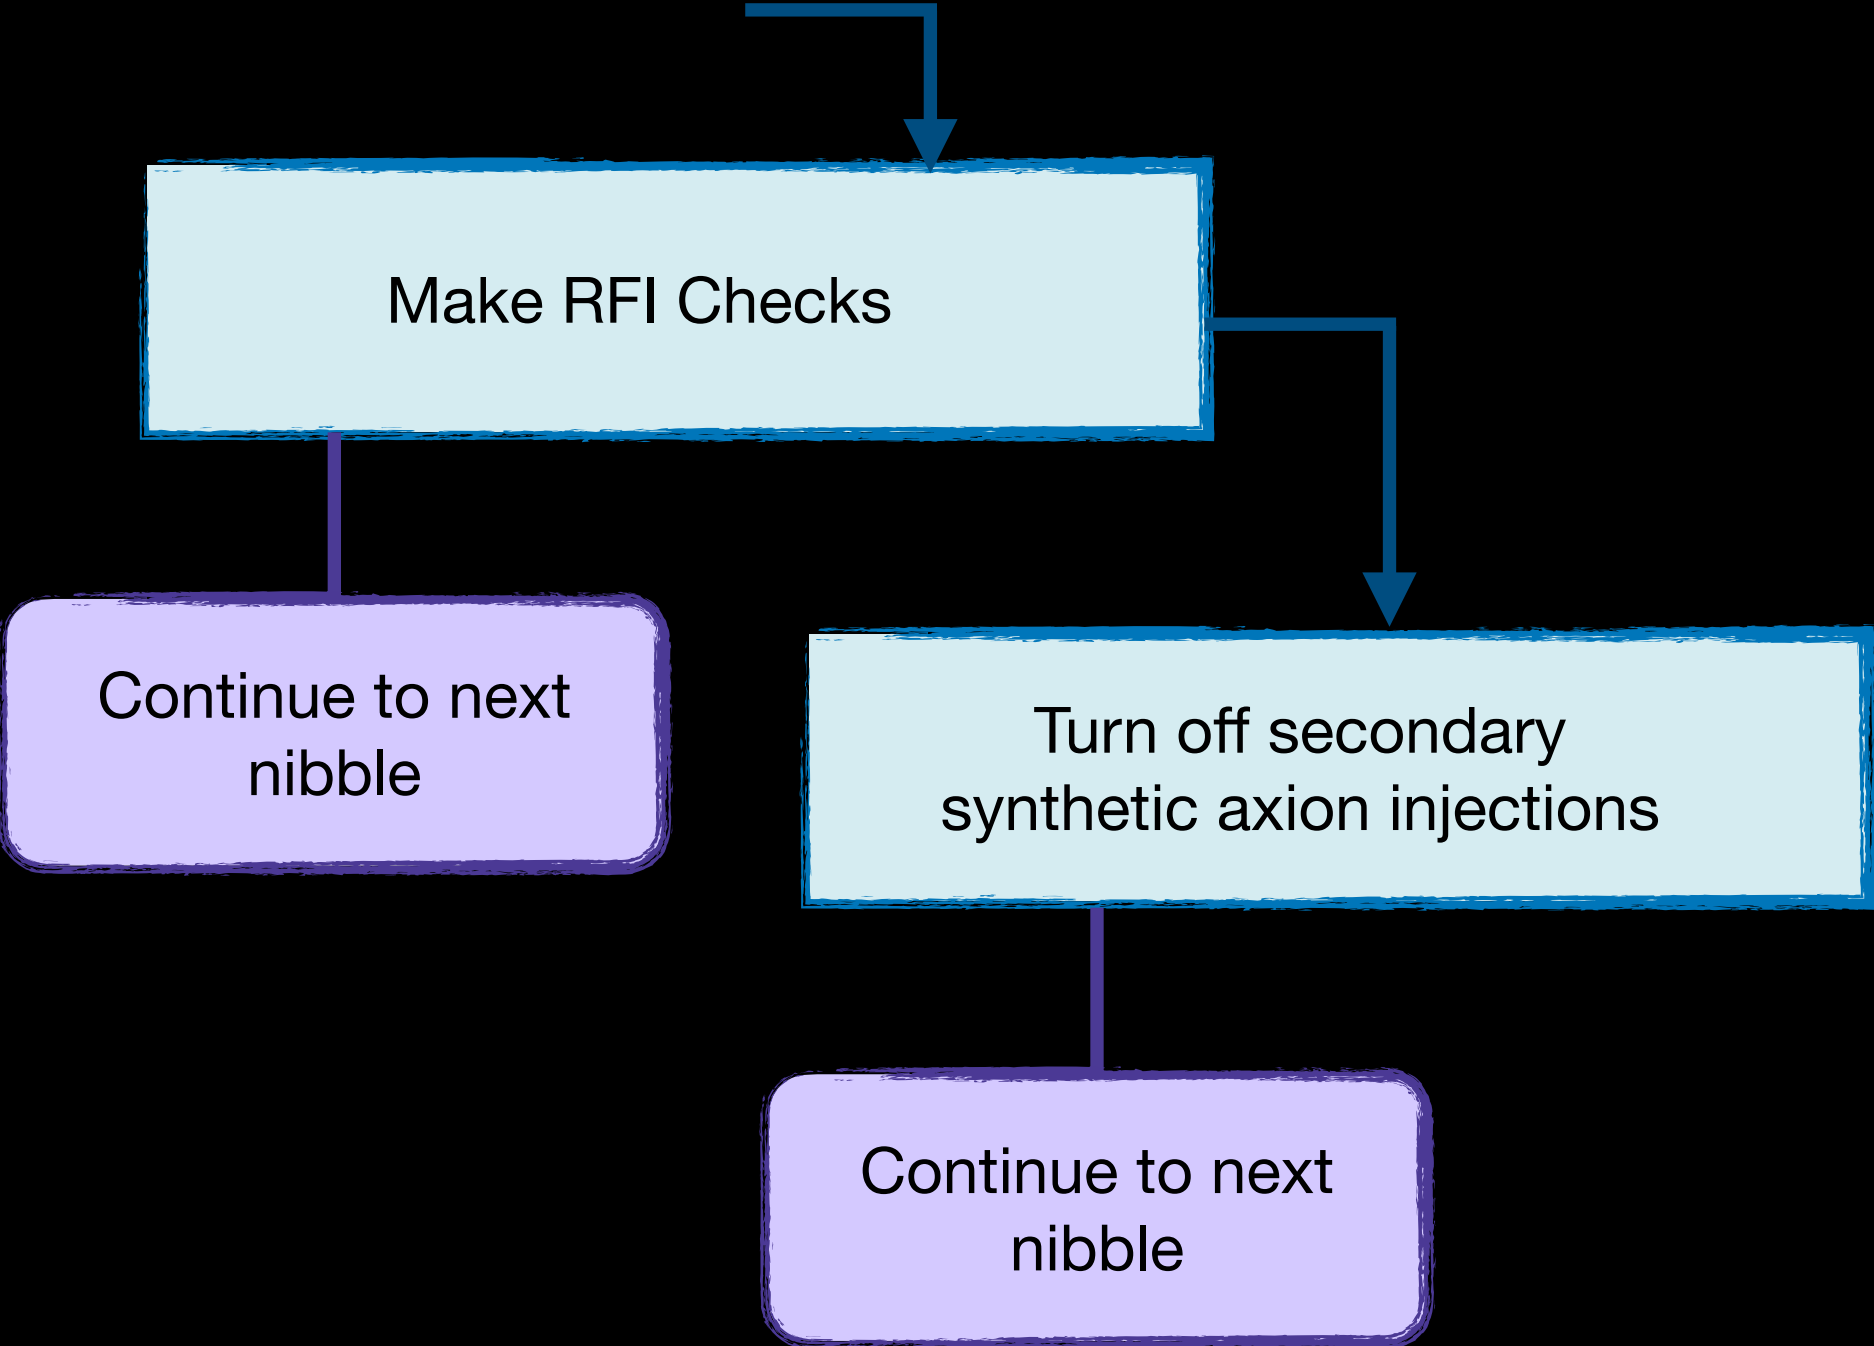 Make RFI Checks
Continue to next
nibble
Turn off secondary
synthetic axion injections
Continue to next
nibble